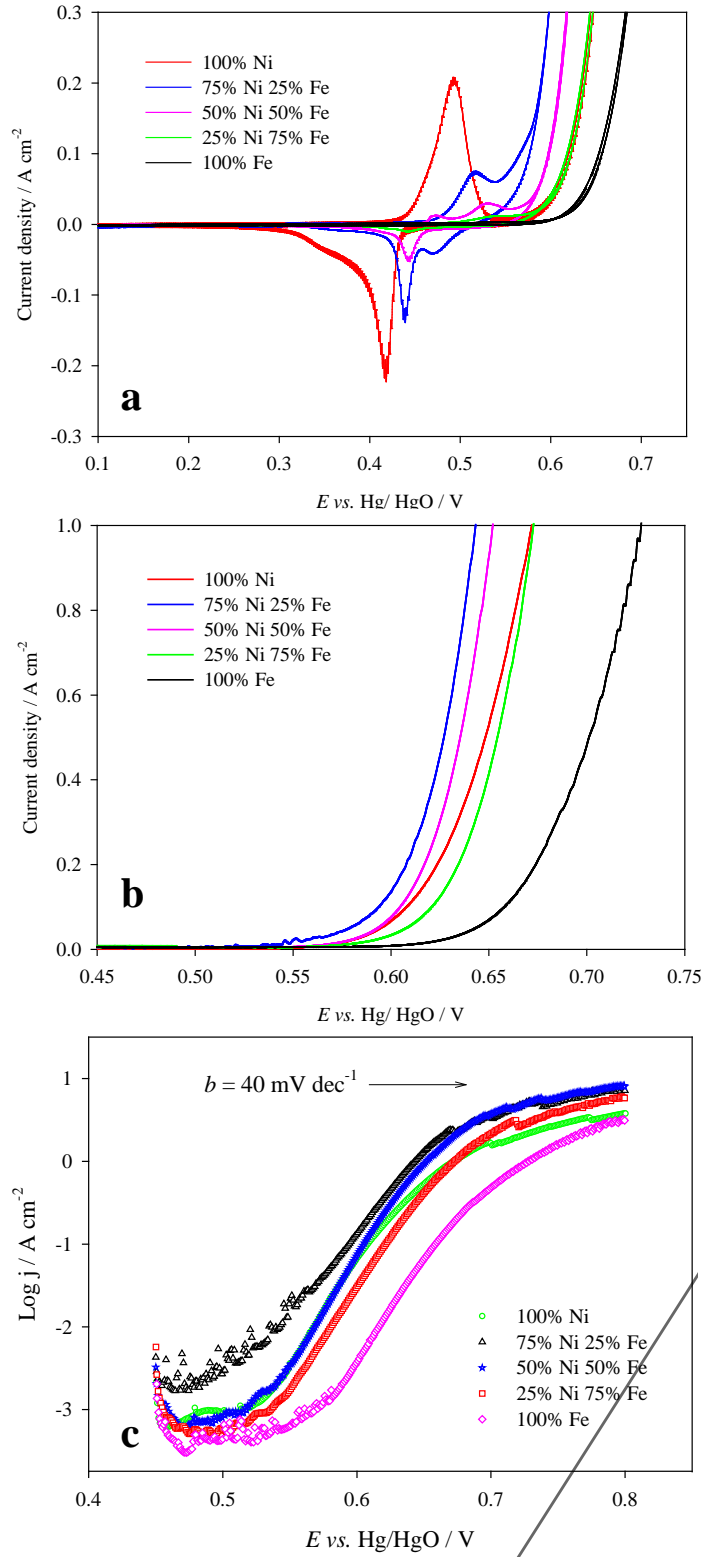 0.3
0.2
0.1
0.0
-0.1
-0.2
-0.3
Current density / A cm-2
100% Ni
75% Ni 25% Fe
50% Ni 50% Fe
25% Ni 75% Fe
100% Fe
a
0.1 0.2 0.3 0.4 0.5 0.6 0.7
E vs. Hg/ HgO / V
1.0
0.8
0.6
0.4
0.2
0.0
Current density / A cm-2
100% Ni
75% Ni 25% Fe
50% Ni 50% Fe
25% Ni 75% Fe
100% Fe
b
0.45 0.50 0.55 0.60 0.65 0.70 0.75
E vs. Hg/ HgO / V
1
0
-1
-2
-3
Log j / A cm-2
b = 40 mV dec-1
100% Ni
75% Ni 25% Fe
50% Ni 50% Fe
25% Ni 75% Fe
100% Fe
c
0.4 0.5 0.6 0.7 0.8
E vs. Hg/HgO / V